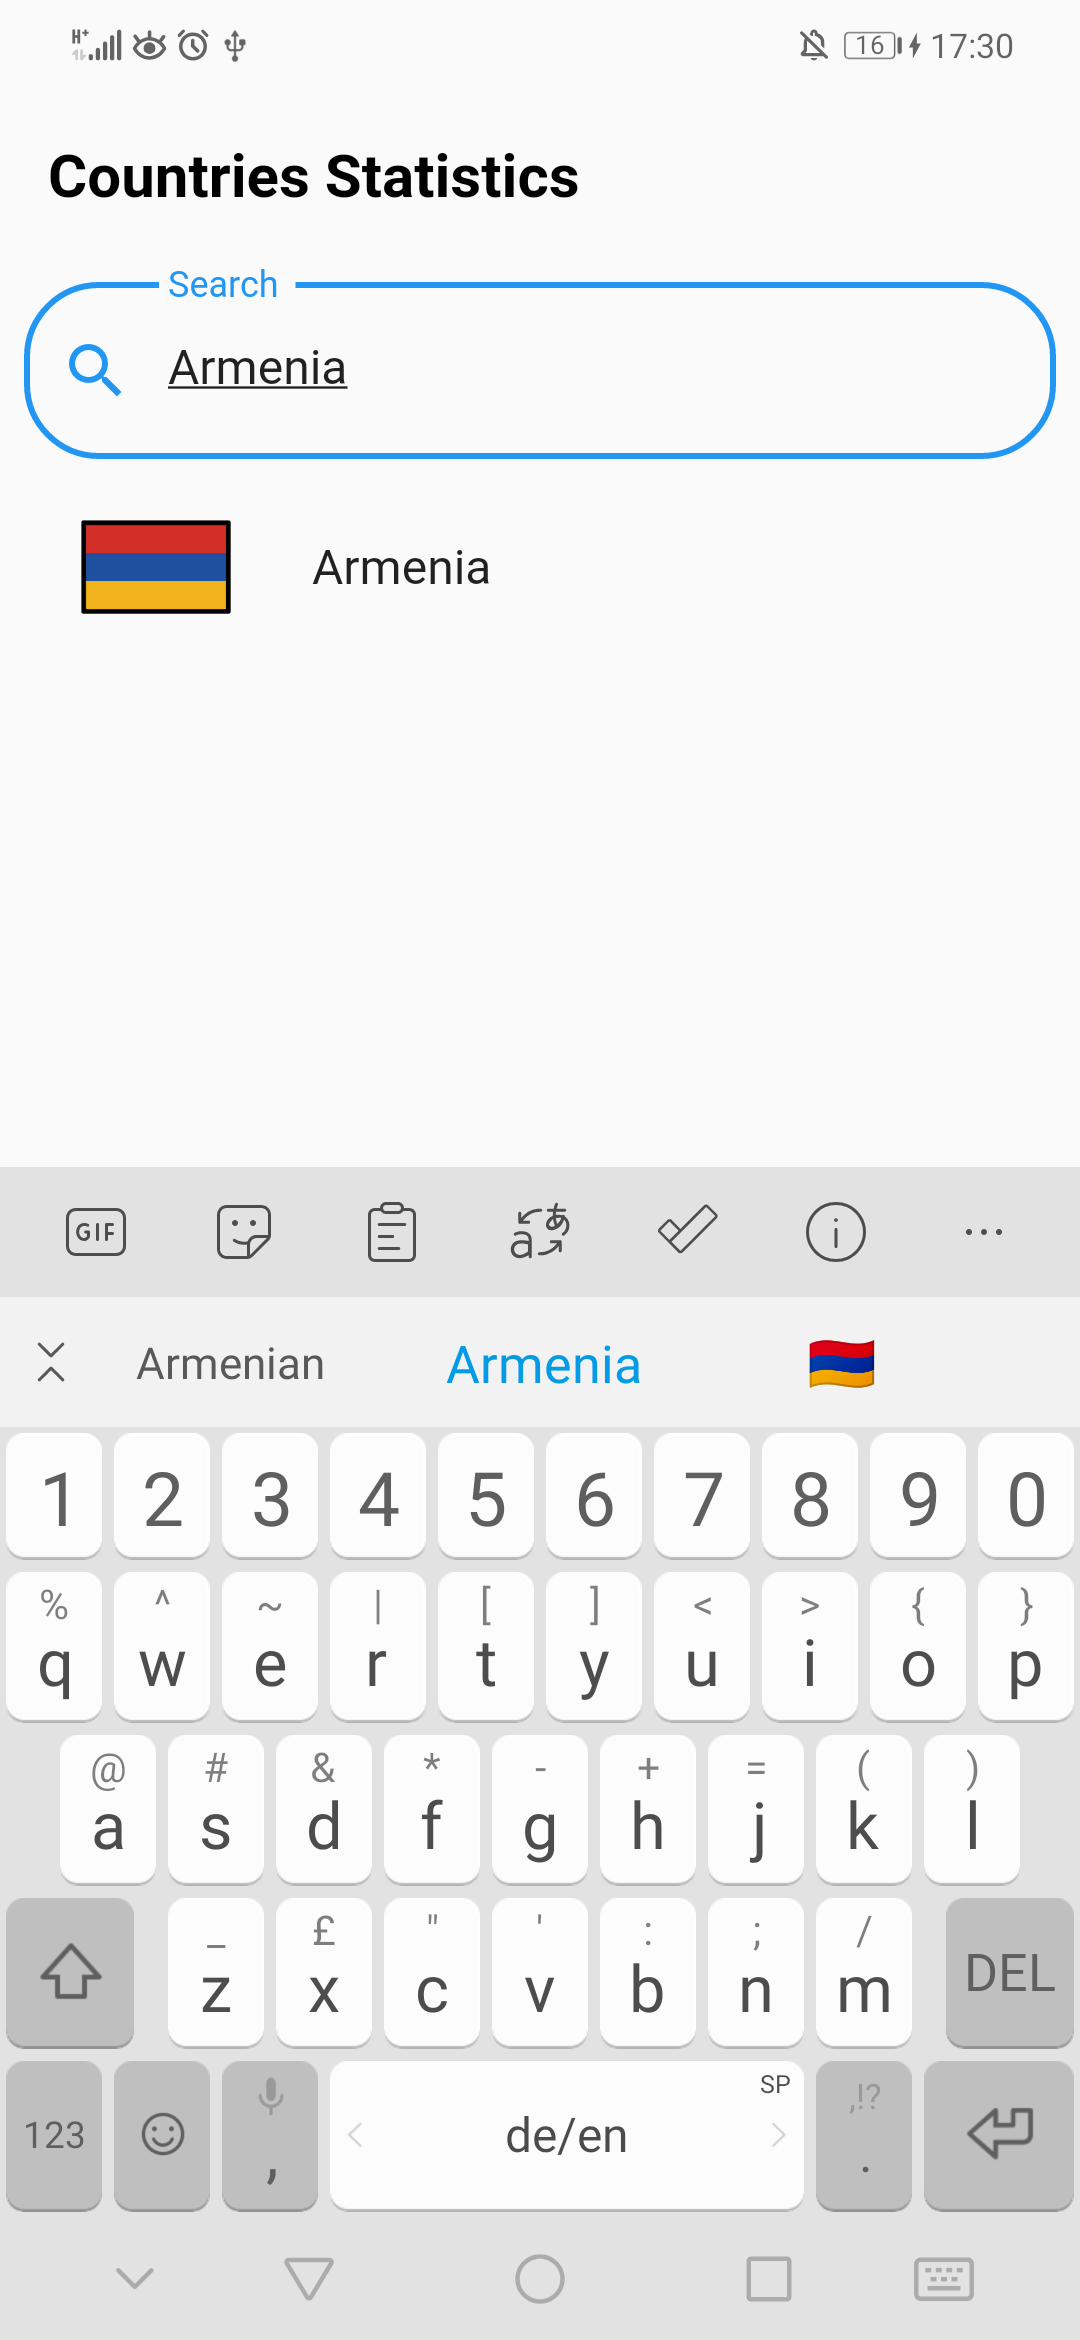 H+ 16 17:30
Countries Statistics
Search
Armenia
Armenia
GIF a あ i ...
Armenian Armenia
1 2 3 4 5 6 7 8 9 0
% ^ ~ | [ ] < > { }
q w e r t y u i o p
@ # & * - + = ( )
a s d f g h j k l
_ £ " ' : ; /
z x c v b n m DEL
SP ,!?
123 , < de/en > .